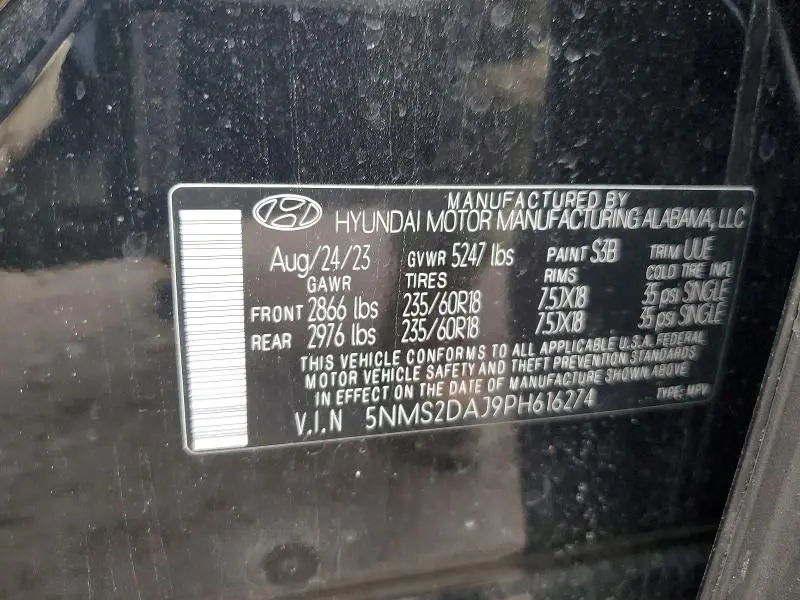 MANUFACTURED BY
HYUNDAI MOTOR MANUFACTURING ALABAMA, LLC
Aug/24/23 GVWR 5247 lbs PAINT S3B TRIM UUE
GAWR TIRES RIMS COLD TIRE INFL
FRONT 2866 lbs 235/60R18 7.5JX18 35 psi SINGLE
REAR 2976 lbs 235/60R18 7.5JX18 35 psi SINGLE
THIS VEHICLE CONFORMS TO ALL APPLICABLE U.S.A. FEDERAL
MOTOR VEHICLE SAFETY AND THEFT PREVENTION STANDARDS
IN EFFECT ON THE DATE OF MANUFACTURE SHOWN ABOVE
V.I.N 5NMS2DAJ9PH616274 TYPE: MPV